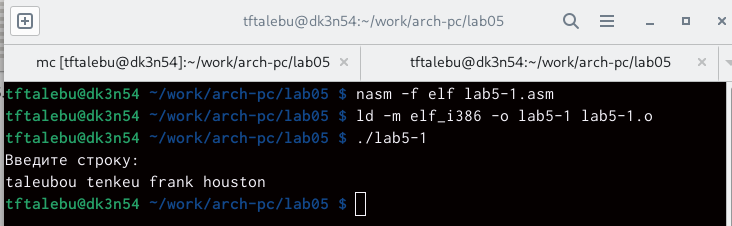 tftalebu@dk3n54:~/work/arch-pc/lab05
mc [tftalebu@dk3n54]:~/work/arch-pc/lab05 × tftalebu@dk3n54:~/work/arch-pc/lab05 ×
tftalebu@dk3n54 ~/work/arch-pc/lab05 $ nasm -f elf lab5-1.asm
tftalebu@dk3n54 ~/work/arch-pc/lab05 $ ld -m elf_i386 -o lab5-1 lab5-1.o
tftalebu@dk3n54 ~/work/arch-pc/lab05 $ ./lab5-1
Введите строку:
taleubou tenkeu frank houston
tftalebu@dk3n54 ~/work/arch-pc/lab05 $